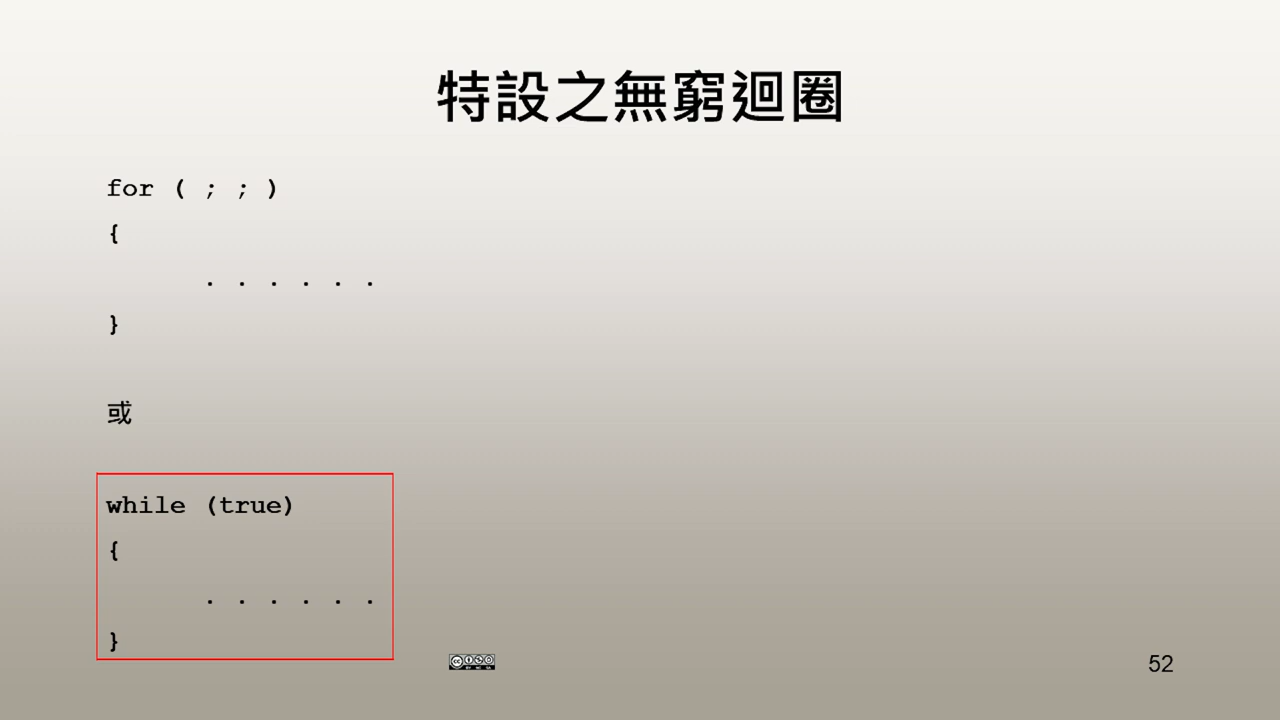 特設之無窮迴圈
for ( ; ; )
{
. . . . . .
}
或
while (true)
{
. . . . . .
}
52